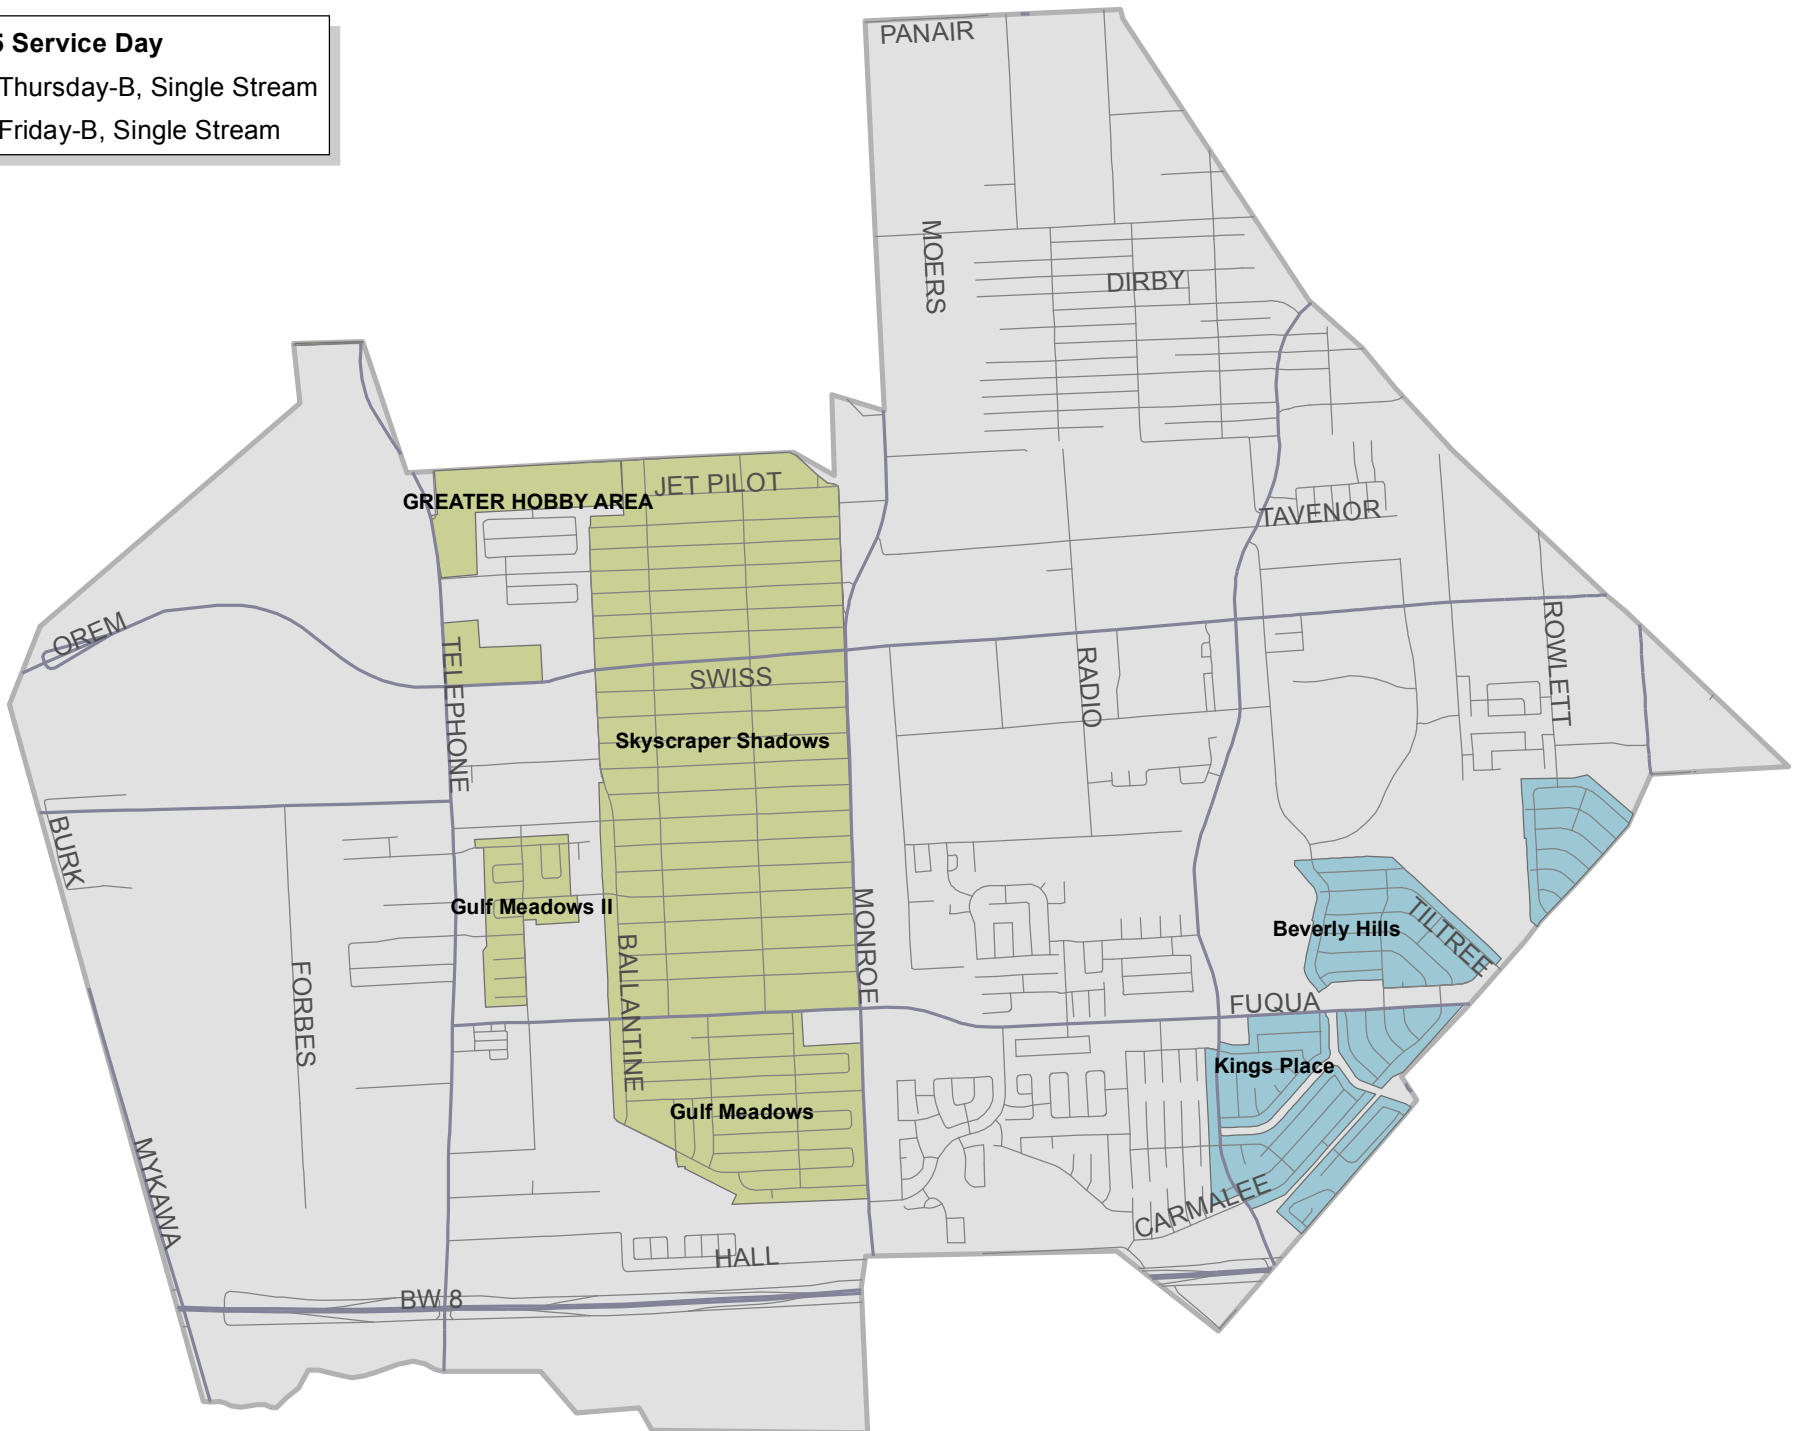 5 Service Day
Thursday-B, Single Stream
Friday-B, Single Stream
PANAIR
MOERS
DIRBY
JET PILOT
GREATER HOBBY AREA
TAVENOR
OREM
TELEPHONE
SWISS
RADIO
ROWLETT
Skyscraper Shadows
BURK
Gulf Meadows II
MONROE
Beverly Hills
TILTREE
BALLANTINE
FORBES
FUQUA
Kings Place
Gulf Meadows
MYKAWA
CARMALEE
HALL
BW 8